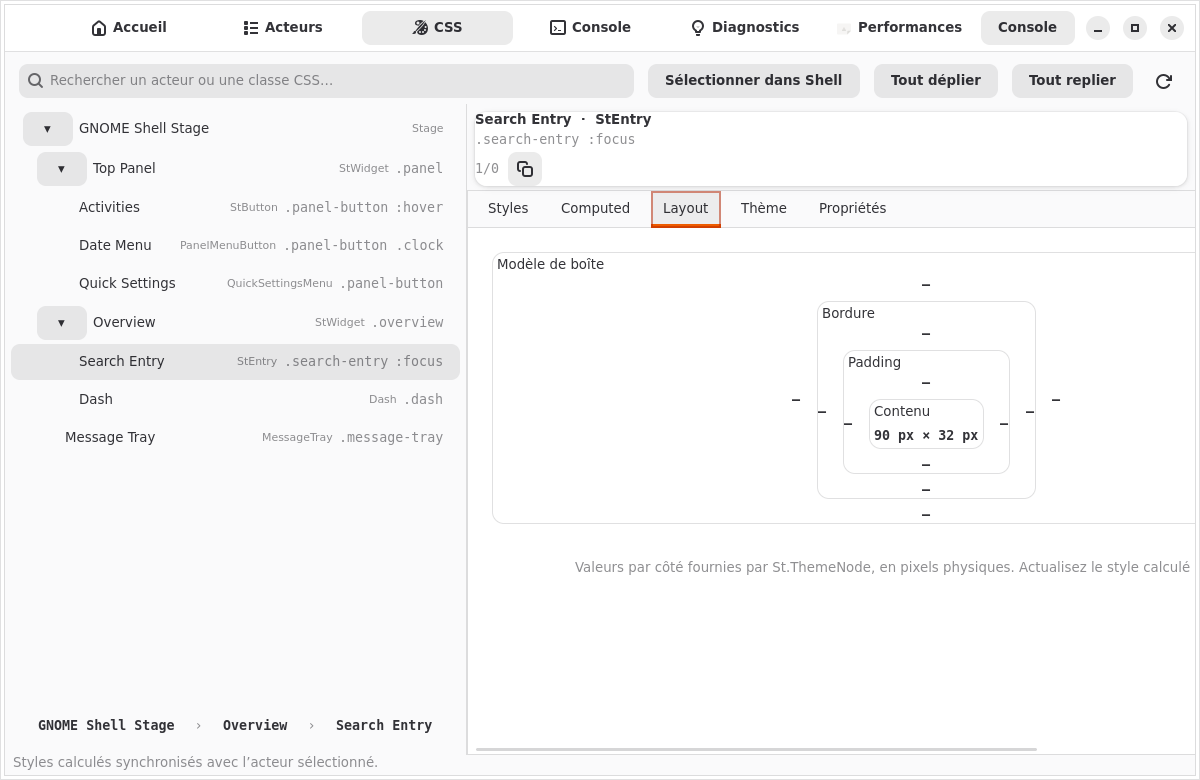 Accueil
Acteurs
CSS
Console
Diagnostics
Performances
Console
Rechercher un acteur ou une classe CSS…
Sélectionner dans Shell
Tout déplier
Tout replier
GNOME Shell Stage Stage
Top Panel StWidget .panel
Activities StButton .panel-button :hover
Date Menu PanelMenuButton .panel-button .clock
Quick Settings QuickSettingsMenu .panel-button
Overview StWidget .overview
Search Entry StEntry .search-entry :focus
Dash Dash .dash
Message Tray MessageTray .message-tray
GNOME Shell Stage › Overview › Search Entry
Styles calculés synchronisés avec l’acteur sélectionné.
Search Entry · StEntry
.search-entry :focus
1/0
Styles
Computed
Layout
Thème
Propriétés
Modèle de boîte
–
Bordure
–
Padding
–
– – – Contenu – – –
90 px × 32 px
–
–
–
Valeurs par côté fournies par St.ThemeNode, en pixels physiques. Actualisez le style calculé